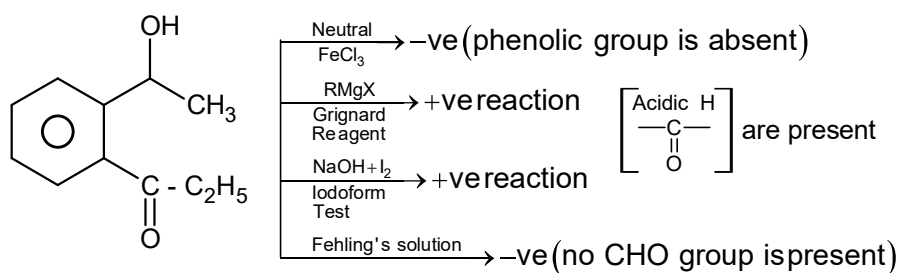 OH
CH₃
C - C₂H₅
O
Neutral
FeCl₃
–ve (phenolic group is absent)
RMgX
Grignard
Reagent
+ve reaction
Acidic H
C
O
are present
NaOH+I₂
Iodoform
Test
+ve reaction
Fehling's solution
–ve (no CHO group is present)